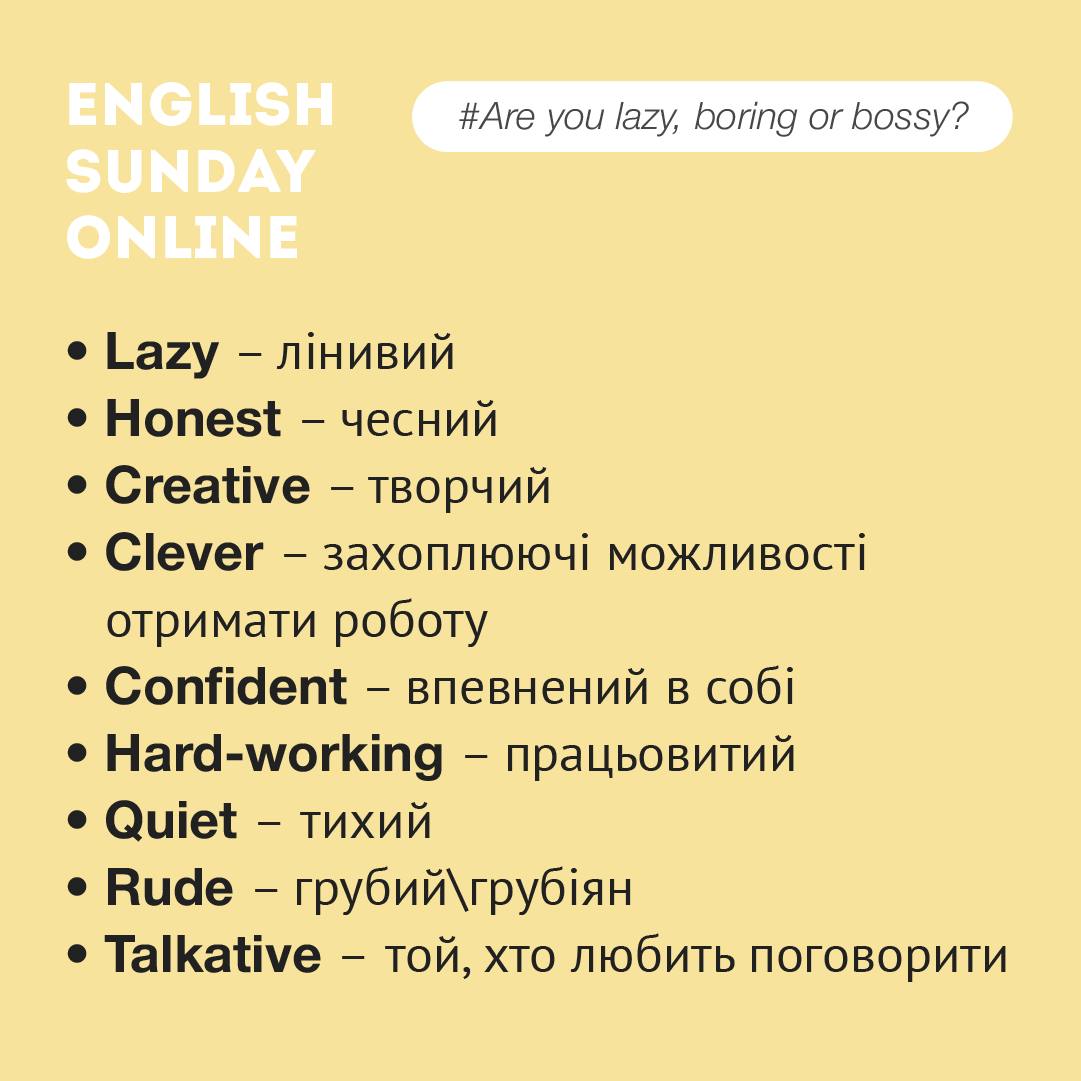 ENGLISH
SUNDAY
ONLINE
#Are you lazy, boring or bossy?
• Lazy – лінивий
• Honest – чесний
• Creative – творчий
• Clever – захоплюючі можливості
отримати роботу
• Confident – впевнений в собі
• Hard-working – працьовитий
• Quiet – тихий
• Rude – грубий\грубіян
• Talkative – той, хто любить поговорити